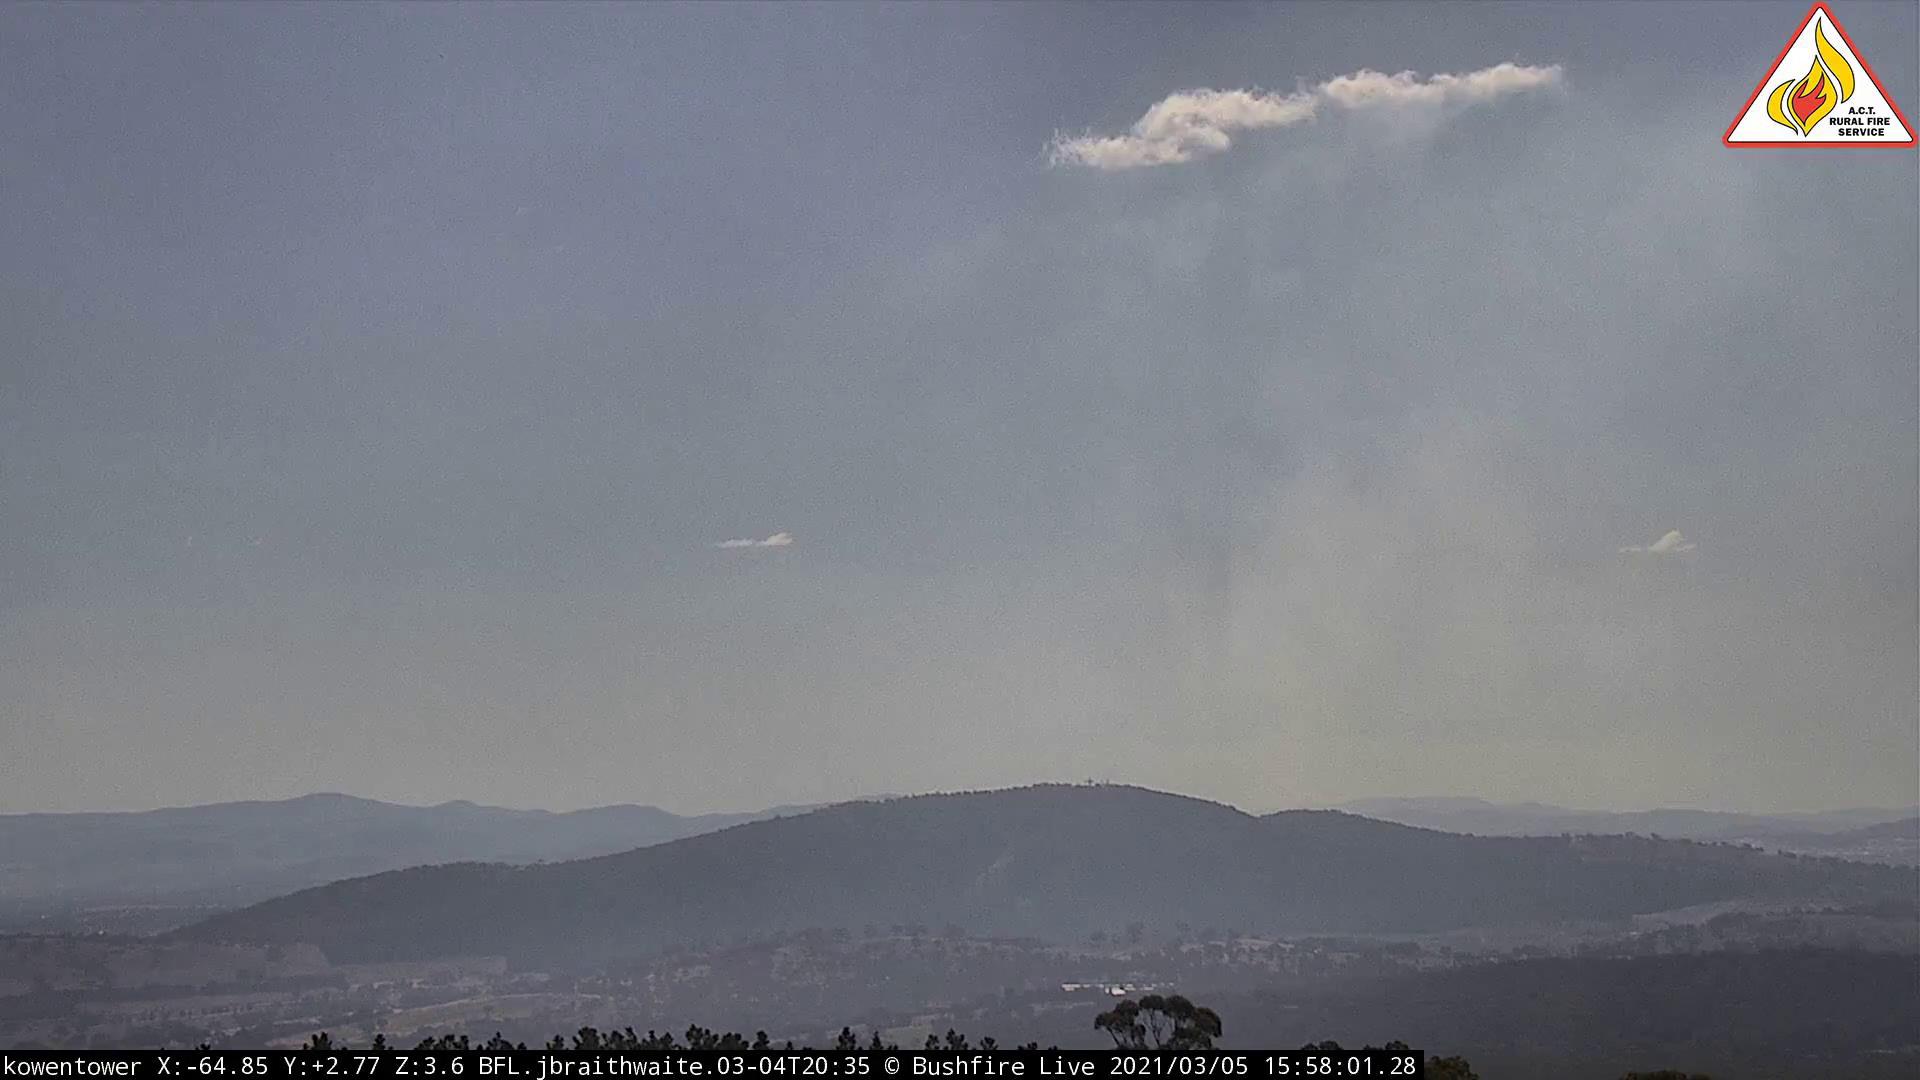 A.C.T.
RURAL FIRE
SERVICE
kowentower X:-64.85 Y:+2.77 Z:3.6 BFL.jbraithwaite.03-04T20:35 © Bushfire Live 2021/03/05 15:58:01.28